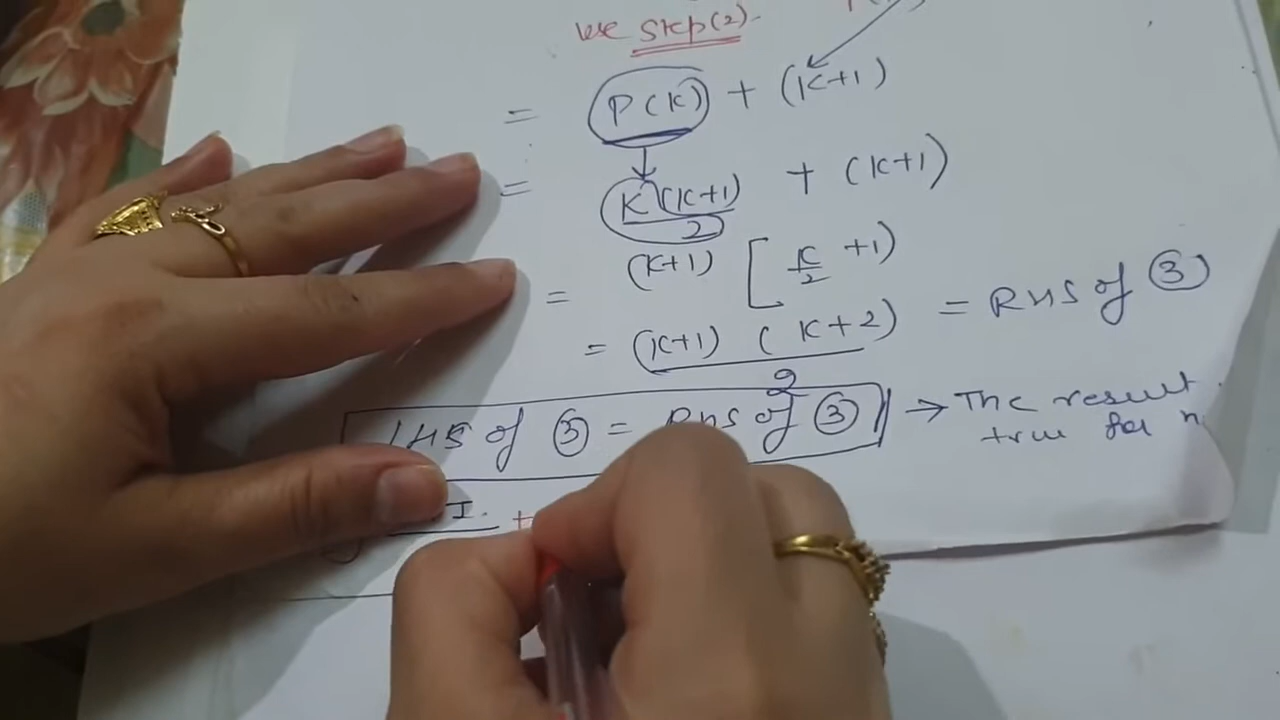 use Step(2).
= P(K) + (K+1)
= K(K+1)/2 + (K+1)
= (K+1) [K/2 +1)
= (K+1) (K+2)/2 = RHS of ③
LHS of ③ = RHS of ③ → The result
true for n
.I.